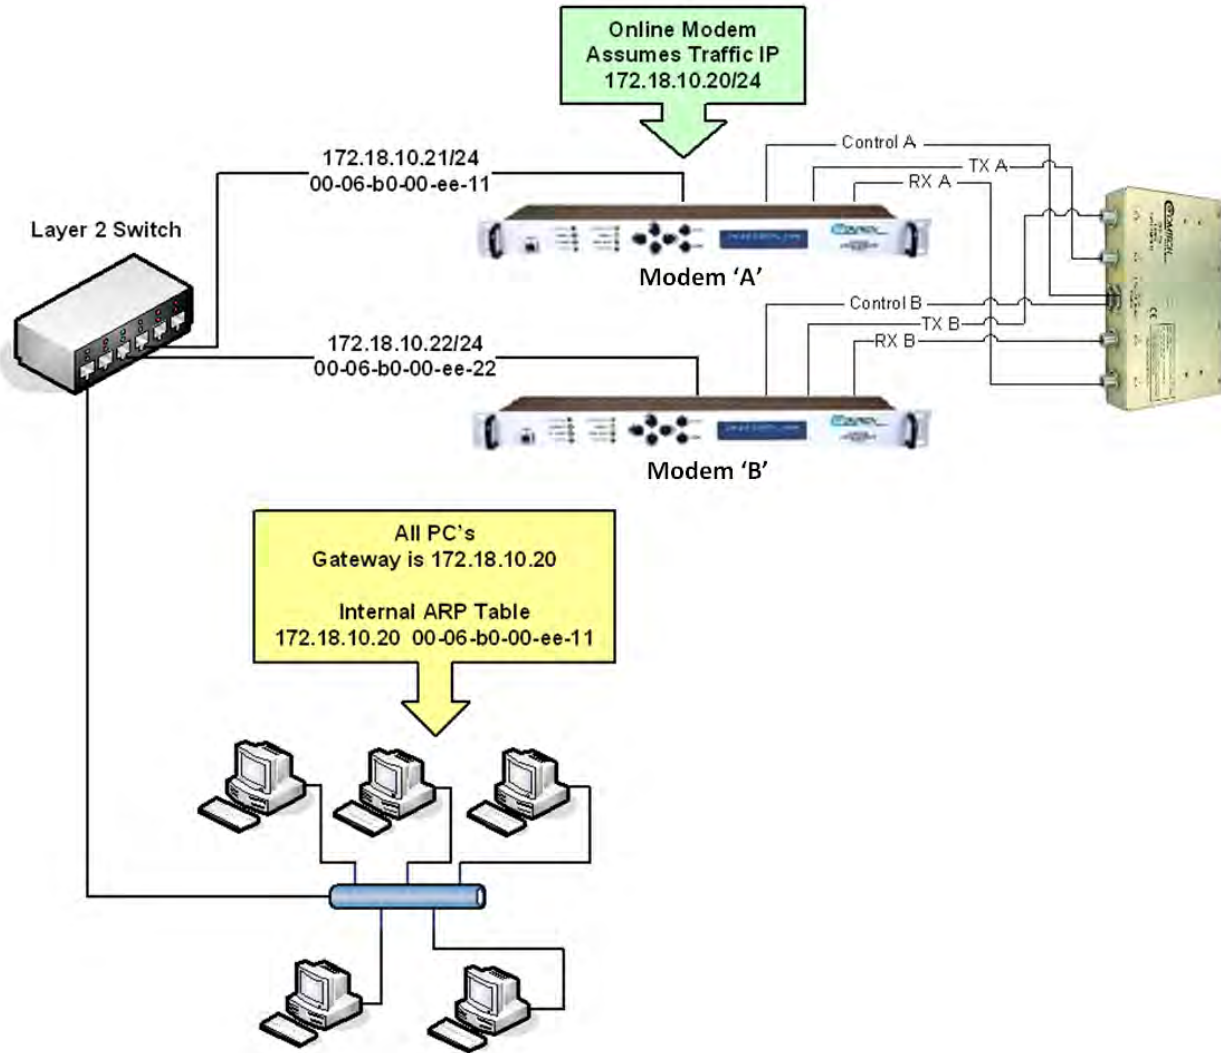 Online Modem
Assumes Traffic IP
172.18.10.20/24
Control A
TX A
RX A
172.18.10.21/24
00-06-b0-00-ee-11
Layer 2 Switch
Modem ‘A’
Control B
TX B
RX B
172.18.10.22/24
00-06-b0-00-ee-22
Modem ‘B’
All PC's
Gateway is 172.18.10.20
Internal ARP Table
172.18.10.20 00-06-b0-00-ee-11